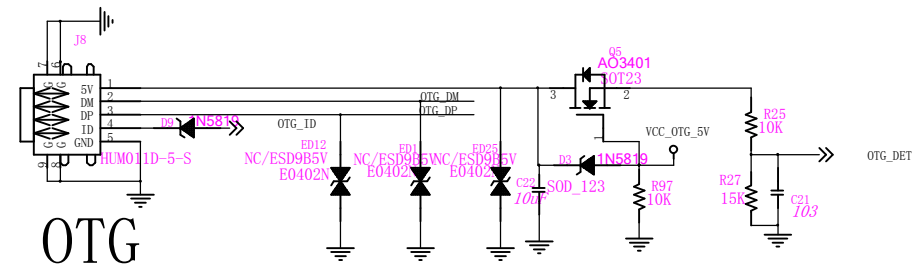 J8
7
6
G
G
5V
DM
DP
ID
GND
G
G
9
8
1
2
3
4
5
HUM011D-5-S
D9
1N5819
OTG_ID
OTG_DM
OTG_DP
ED12
NC/ESD9B5V
E0402N
ED1
NC/ESD9B5V
E0402N
ED25
NC/ESD9B5V
E0402N
C22
10uF
Q5
AO3401
SOT23
3
2
1
D3
1N5819
SOD_123
VCC_OTG_5V
R97
10K
R25
10K
R27
15K
C21
103
OTG_DET
OTG